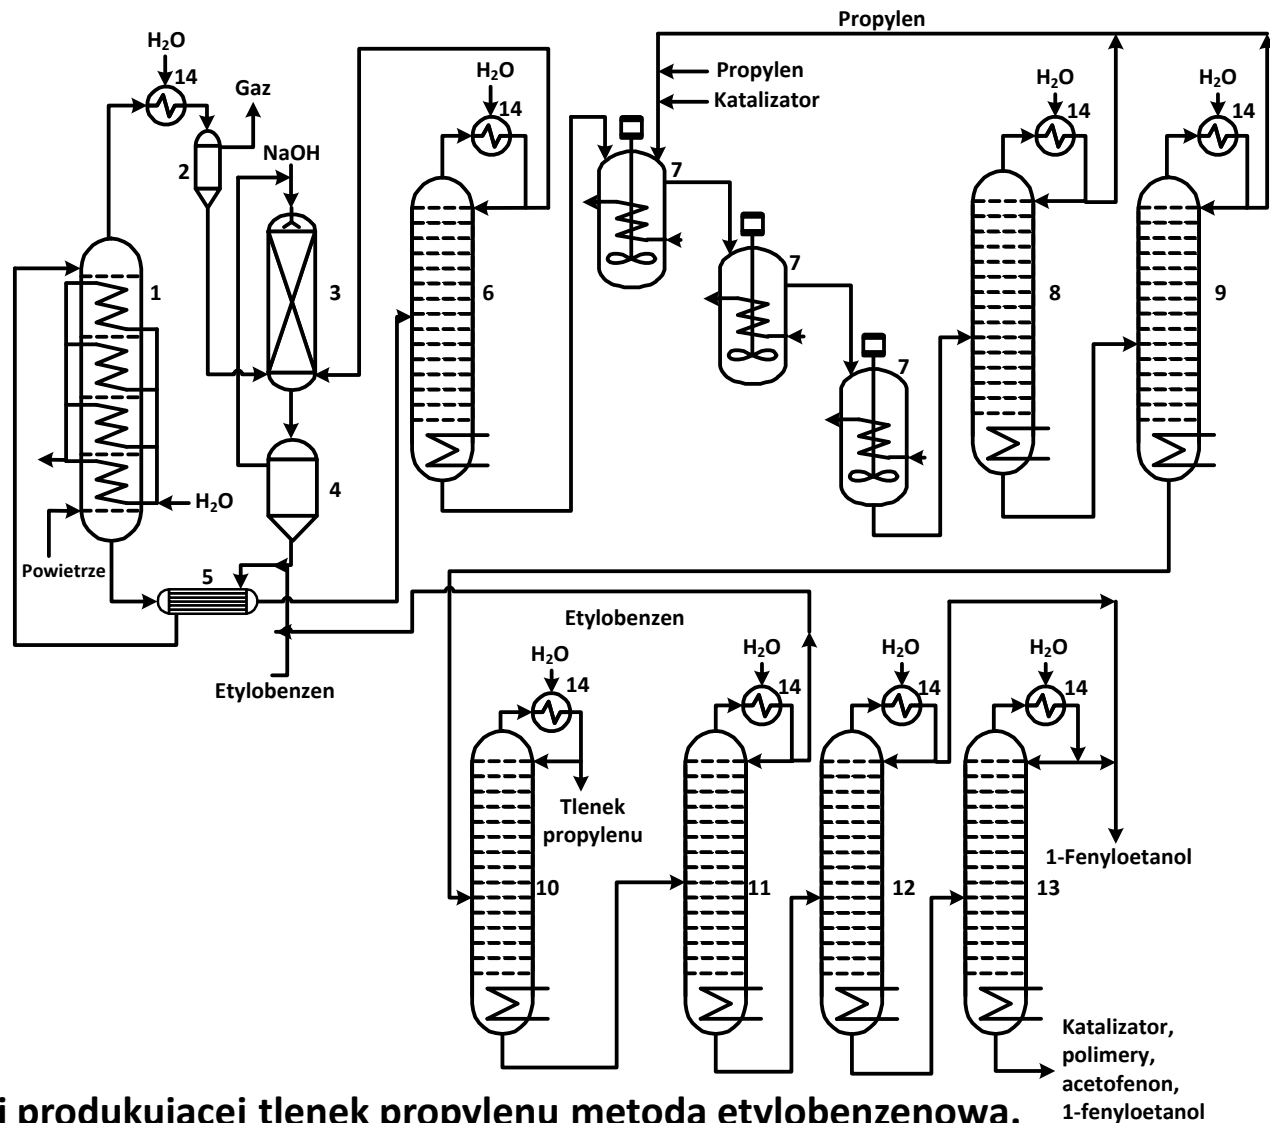 Propylen
H₂O
14
Gaz
2
NaOH
H₂O
14
Propylen
Katalizator
7
H₂O
14
H₂O
14
1
3
6
7
8
9
7
4
H₂O
Powietrze
5
Etylobenzen
Etylobenzen
H₂O
14
H₂O
14
H₂O
14
H₂O
14
Tlenek
propylenu
1-Fenyloetanol
10
11
12
13
Katalizator,
polimery,
acetofenon,
1-fenyloetanol
i produkującej tlenek propylenu metodą etylobenzenową.